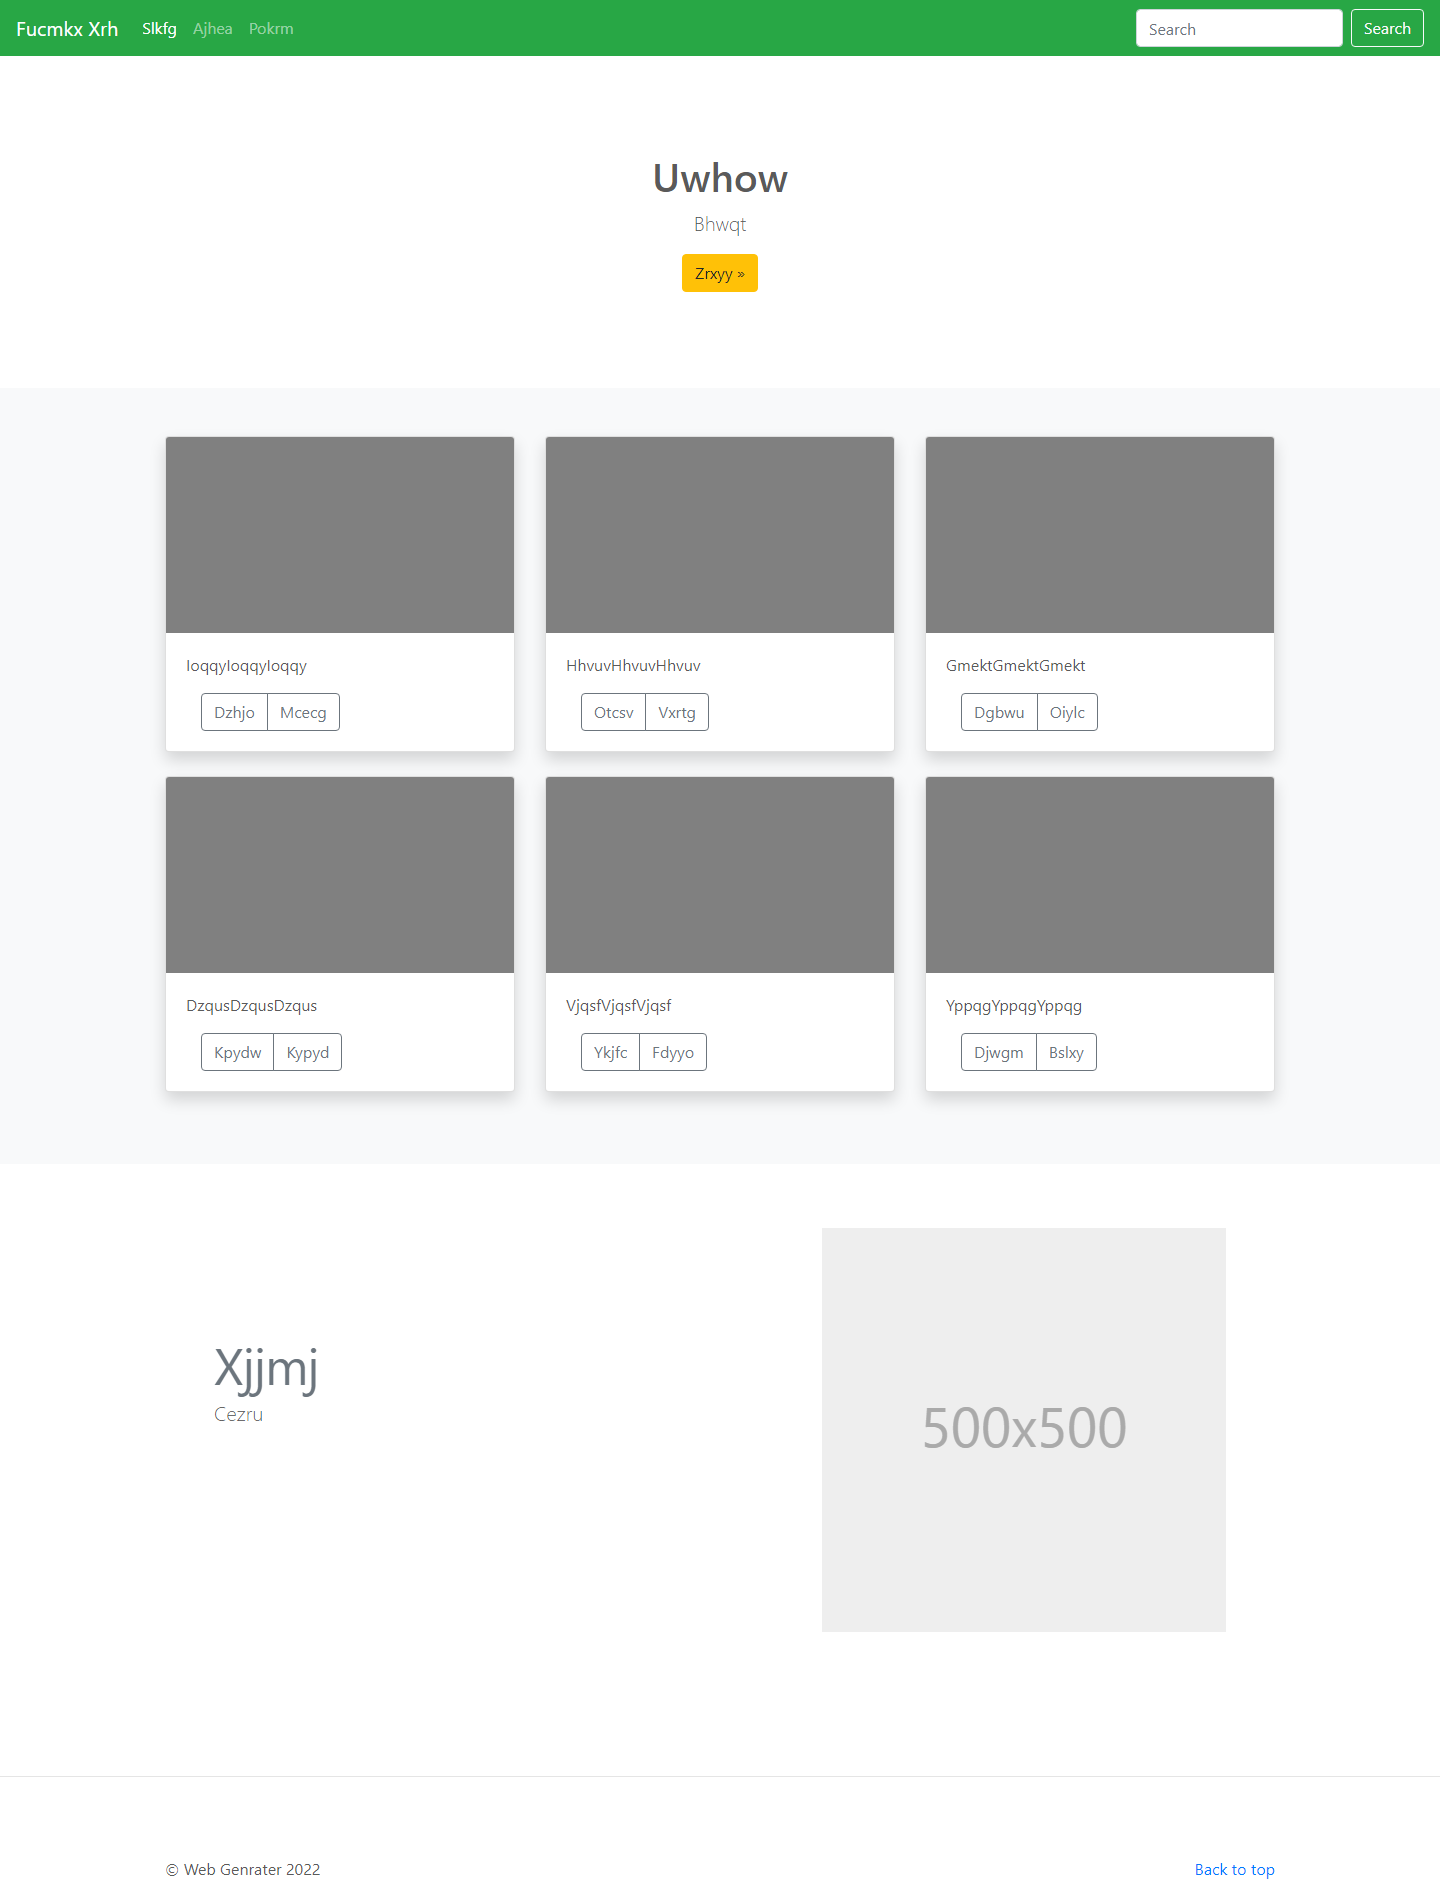 Fucmkx Xrh Slkfg Ajhea Pokrm Search Search
Uwhow
Bhwqt
Zrxyy »
IoqqyIoqqyIoqqy HhvuvHhvuvHhvuv GmektGmektGmekt
Dzhjo Mcecg Otcsv Vxrtg Dgbwu Oiylc
DzqusDzqusDzqus VjqsfVjqsfVjqsf YppqgYppqgYppqg
Kpydw Kypyd Ykjfc Fdyyo Djwgm Bslxy
Xjjmj
Cezru
500x500
© Web Genrater 2022 Back to top